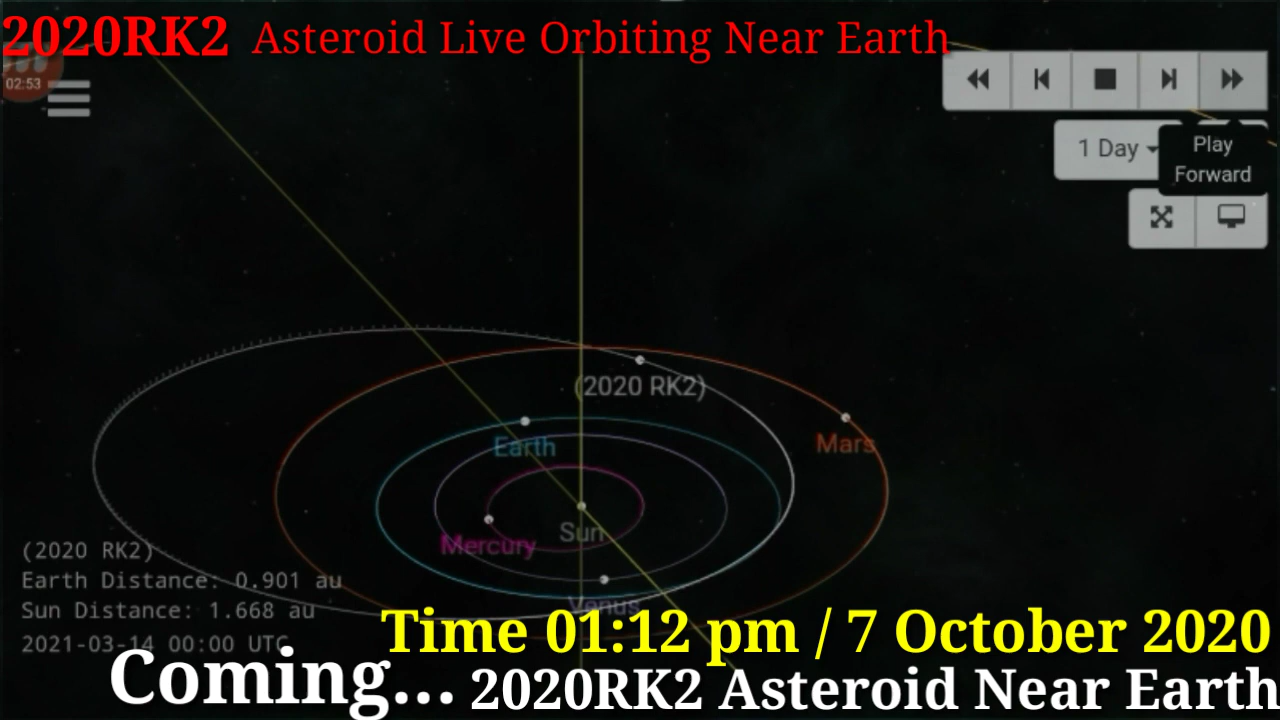 2020RK2 Asteroid Live Orbiting Near Earth
02:53
1 Day
Play
Forward
(2020 RK2)
Earth
Mars
Sun
Mercury
Venus
(2020 RK2)
Earth Distance: 0.901 au
Sun Distance: 1.668 au
2021-03-14 00:00 UTC
Time 01:12 pm / 7 October 2020
Coming... 2020RK2 Asteroid Near Earth